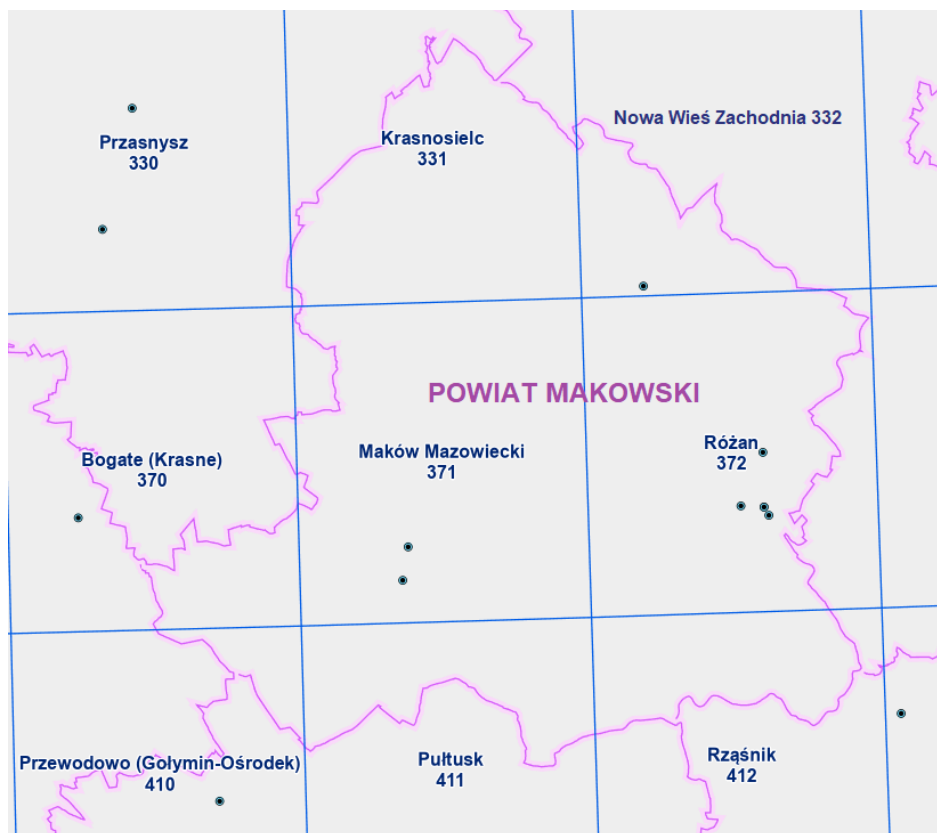 Nowa Wieś Zachodnia 332
Przasnysz
330
Krasnosielc
331
POWIAT MAKOWSKI
Bogate (Krasne)
370
Maków Mazowiecki
371
Różan
372
Przewodowo (Gołymin-Ośrodek)
410
Pułtusk
411
Rząśnik
412